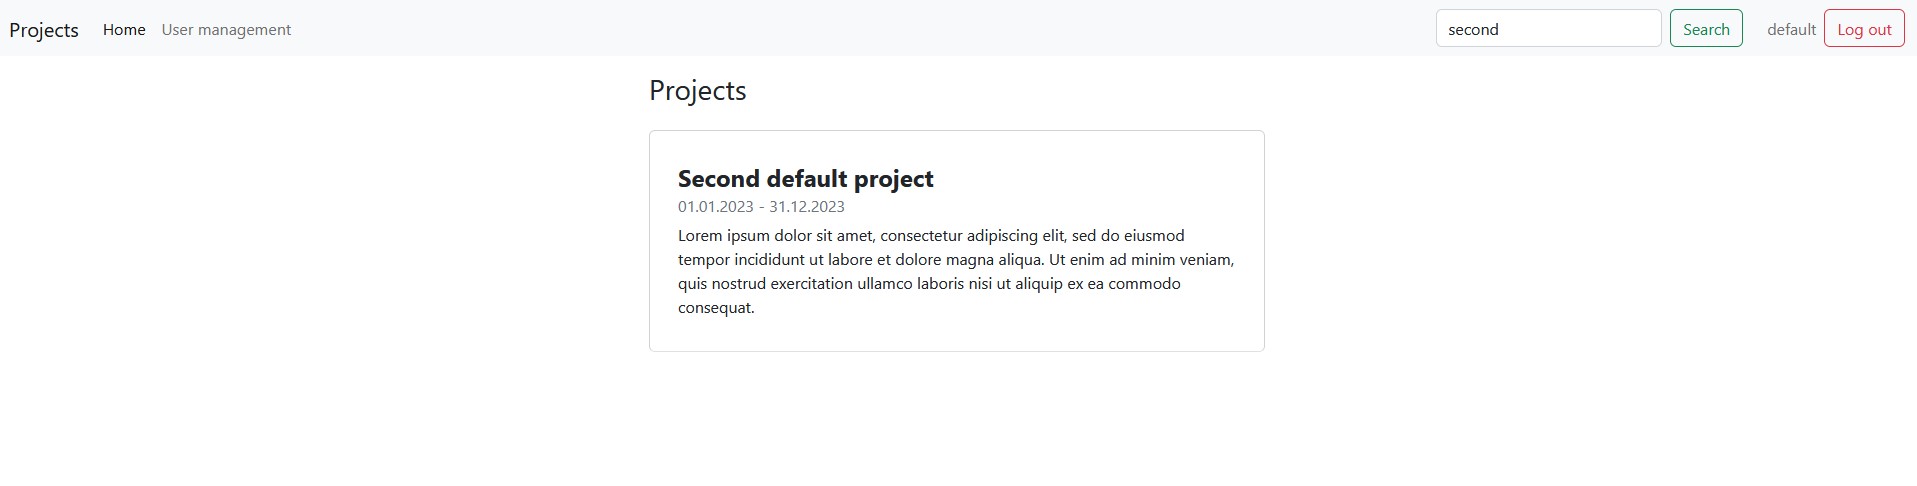 Projects Home User management second Search default Log out
Projects
Second default project
01.01.2023 - 31.12.2023
Lorem ipsum dolor sit amet, consectetur adipiscing elit, sed do eiusmod
tempor incididunt ut labore et dolore magna aliqua. Ut enim ad minim veniam,
quis nostrud exercitation ullamco laboris nisi ut aliquip ex ea commodo
consequat.